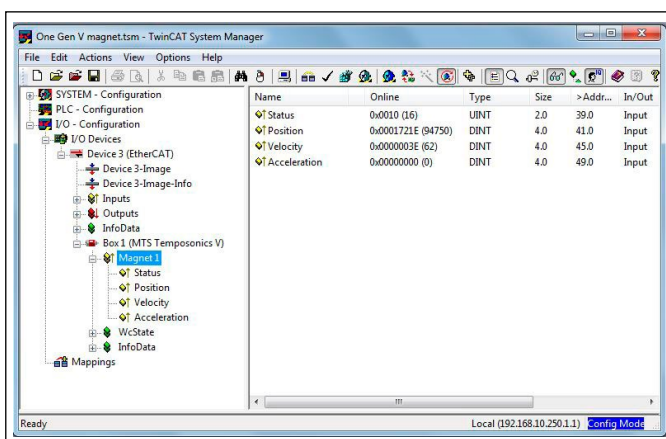 One Gen V magnet.tsm - TwinCAT System Manager
File Edit Actions View Options Help
SYSTEM - Configuration
PLC - Configuration
I/O - Configuration
I/O Devices
Device 3 (EtherCAT)
Device 3-Image
Device 3-Image-Info
Inputs
Outputs
InfoData
Box 1 (MTS Temposonics V)
Magnet 1
Status
Position
Velocity
Acceleration
WcState
InfoData
Mappings
Name Online Type Size >Addr... In/Out
Status 0x0010 (16) UINT 2.0 39.0 Input
Position 0x0001721E (94750) DINT 4.0 41.0 Input
Velocity 0x0000003E (62) DINT 4.0 45.0 Input
Acceleration 0x00000000 (0) DINT 4.0 49.0 Input
Ready Local (192.168.10.250.1.1) Config Mode